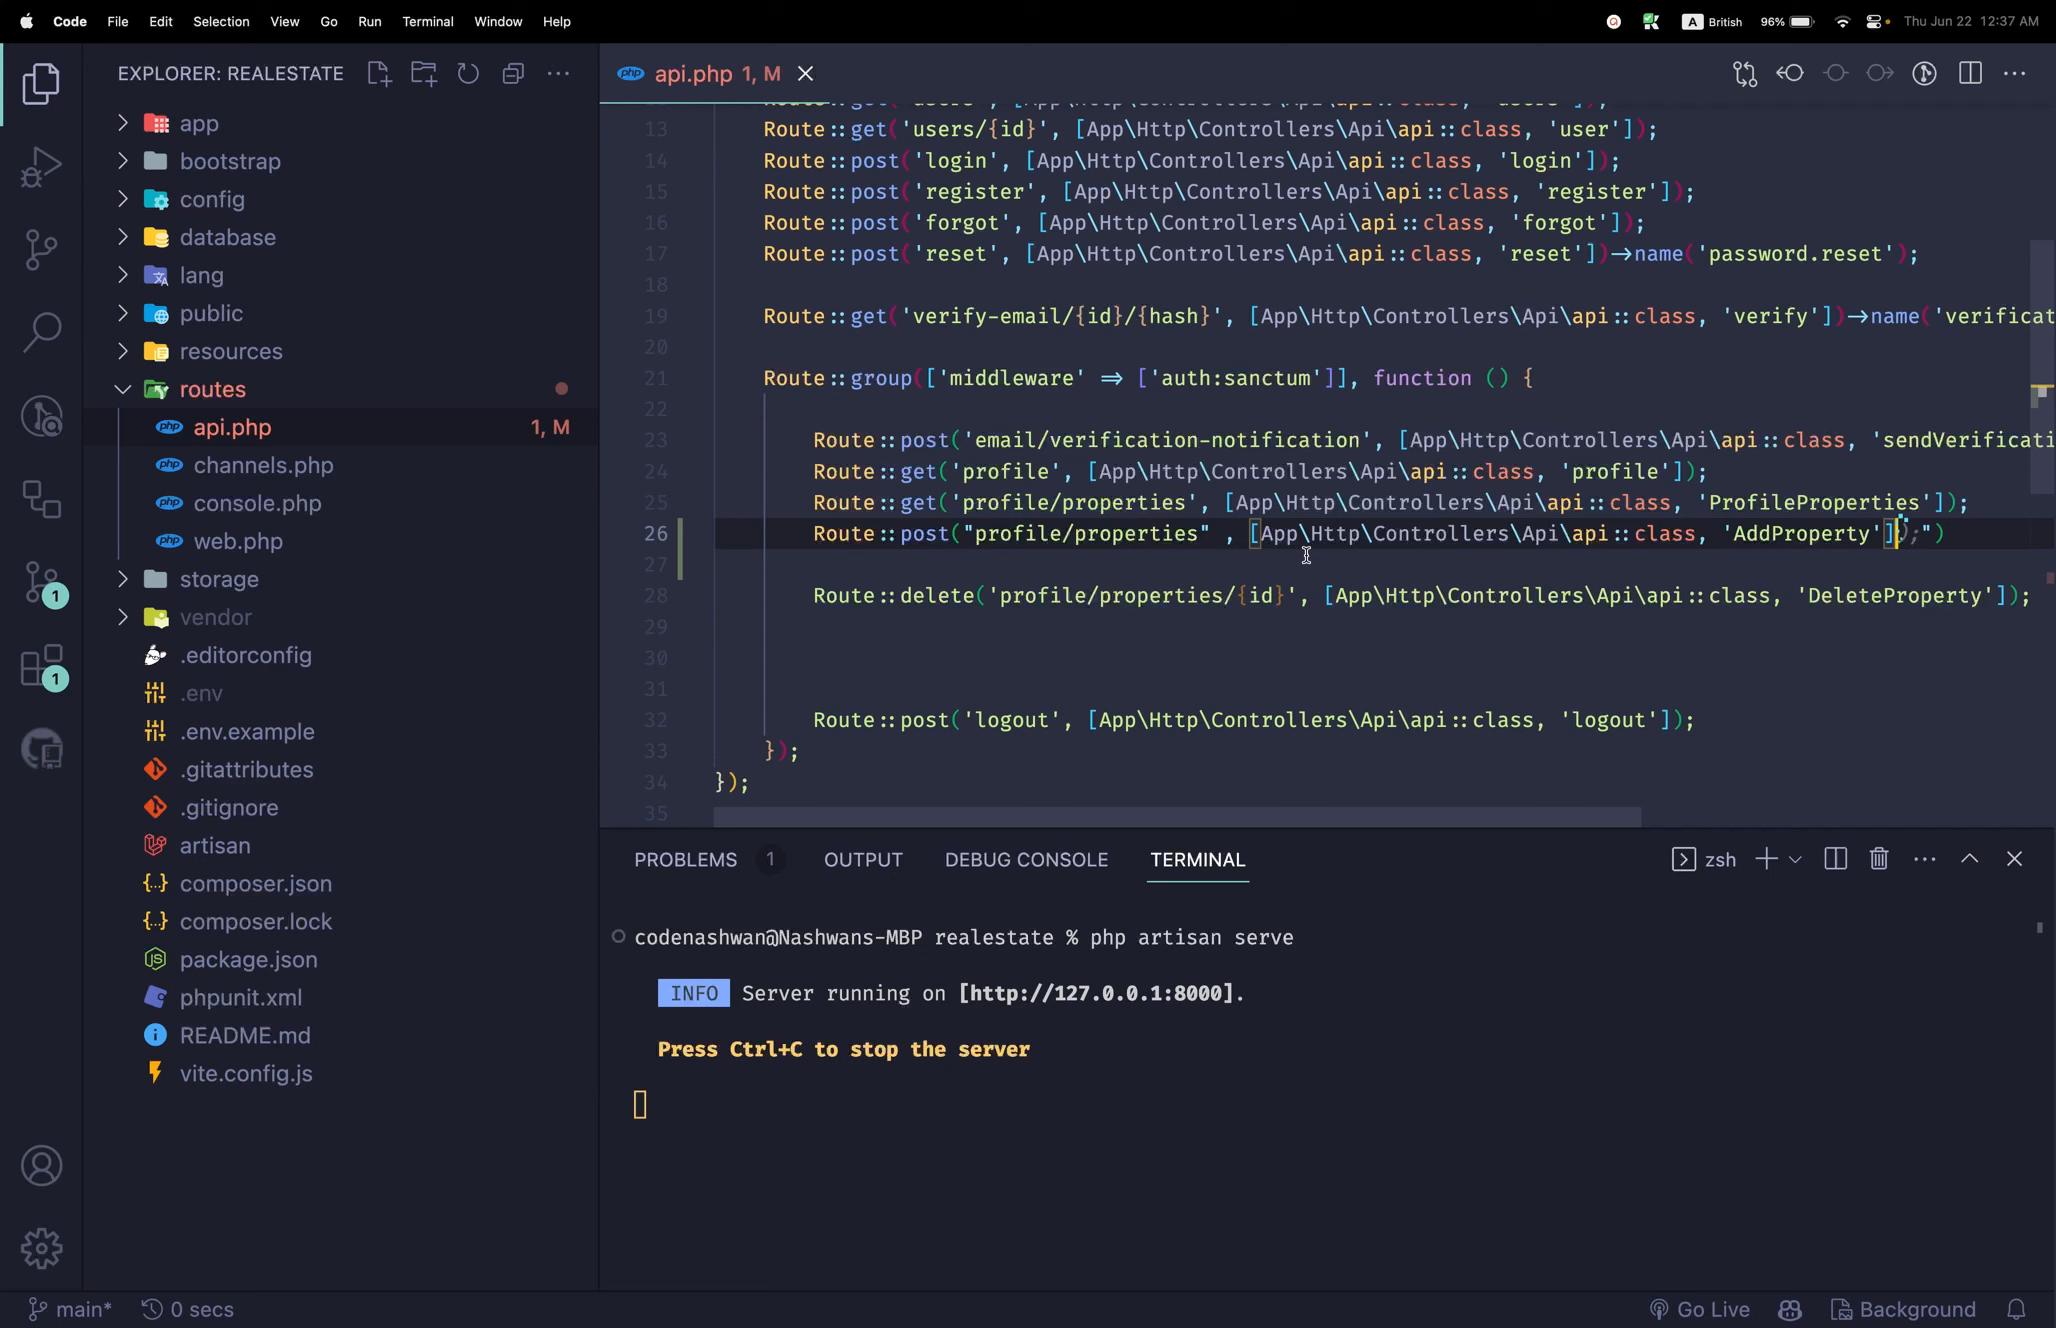 Code File Edit Selection View Go Run Terminal Window Help
A British 96% Thu Jun 22 12:37 AM
EXPLORER: REALESTATE
app
bootstrap
config
database
lang
public
resources
routes
api.php 1, M
channels.php
console.php
web.php
storage
vendor
.editorconfig
.env
.env.example
.gitattributes
.gitignore
artisan
composer.json
composer.lock
package.json
phpunit.xml
README.md
vite.config.js
1
1
php api.php 1, M
13 Route::get('users/{id}', [App\Http\Controllers\Api\api::class, 'user']);
14 Route::post('login', [App\Http\Controllers\Api\api::class, 'login']);
15 Route::post('register', [App\Http\Controllers\Api\api::class, 'register']);
16 Route::post('forgot', [App\Http\Controllers\Api\api::class, 'forgot']);
17 Route::post('reset', [App\Http\Controllers\Api\api::class, 'reset'])->name('password.reset');
18
19 Route::get('verify-email/{id}/{hash}', [App\Http\Controllers\Api\api::class, 'verify'])->name('verificat
20
21 Route::group(['middleware' => ['auth:sanctum']], function () {
22
23 Route::post('email/verification-notification', [App\Http\Controllers\Api\api::class, 'sendVerificati
24 Route::get('profile', [App\Http\Controllers\Api\api::class, 'profile']);
25 Route::get('profile/properties', [App\Http\Controllers\Api\api::class, 'ProfileProperties']);
26 Route::post("profile/properties" , [App\Http\Controllers\Api\api::class, 'AddProperty']);")
27
28 Route::delete('profile/properties/{id}', [App\Http\Controllers\Api\api::class, 'DeleteProperty']);
29
30
31
32 Route::post('logout', [App\Http\Controllers\Api\api::class, 'logout']);
33 });
34 });
35
PROBLEMS 1 OUTPUT DEBUG CONSOLE TERMINAL zsh
codenashwan@Nashwans-MBP realestate % php artisan serve
INFO Server running on [http://127.0.0.1:8000].
Press Ctrl+C to stop the server
main* 0 secs Go Live Background